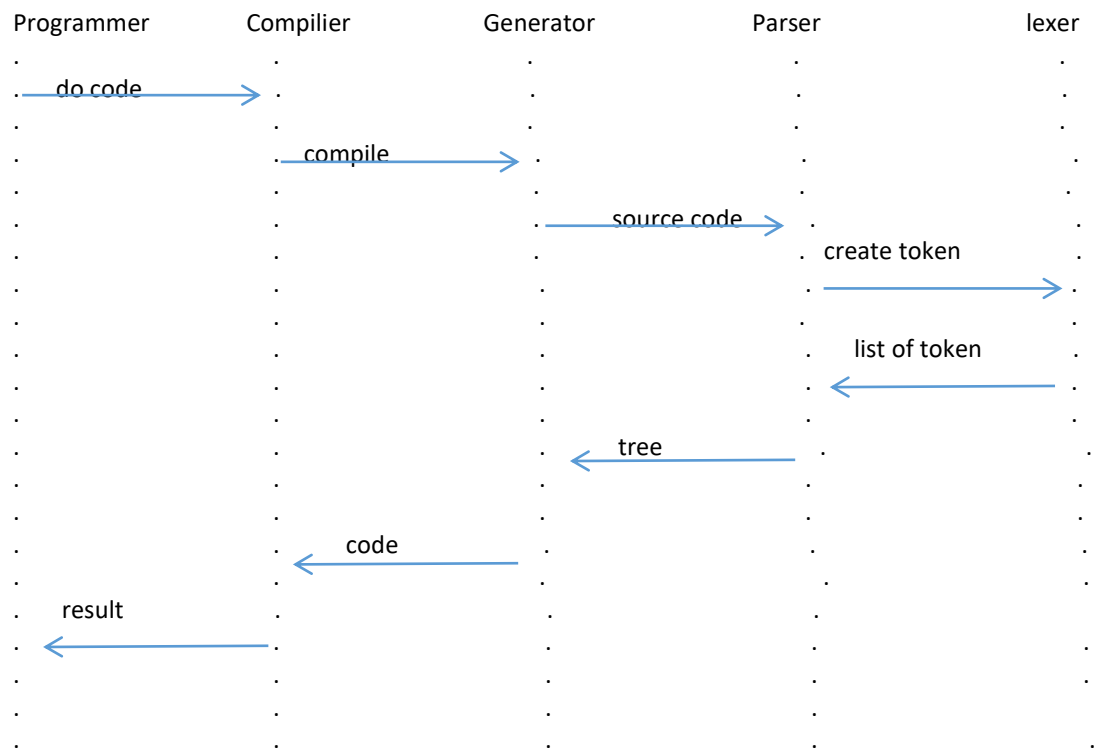 Programmer Compilier Generator Parser lexer
do code
compile
source code
create token
list of token
tree
code
result